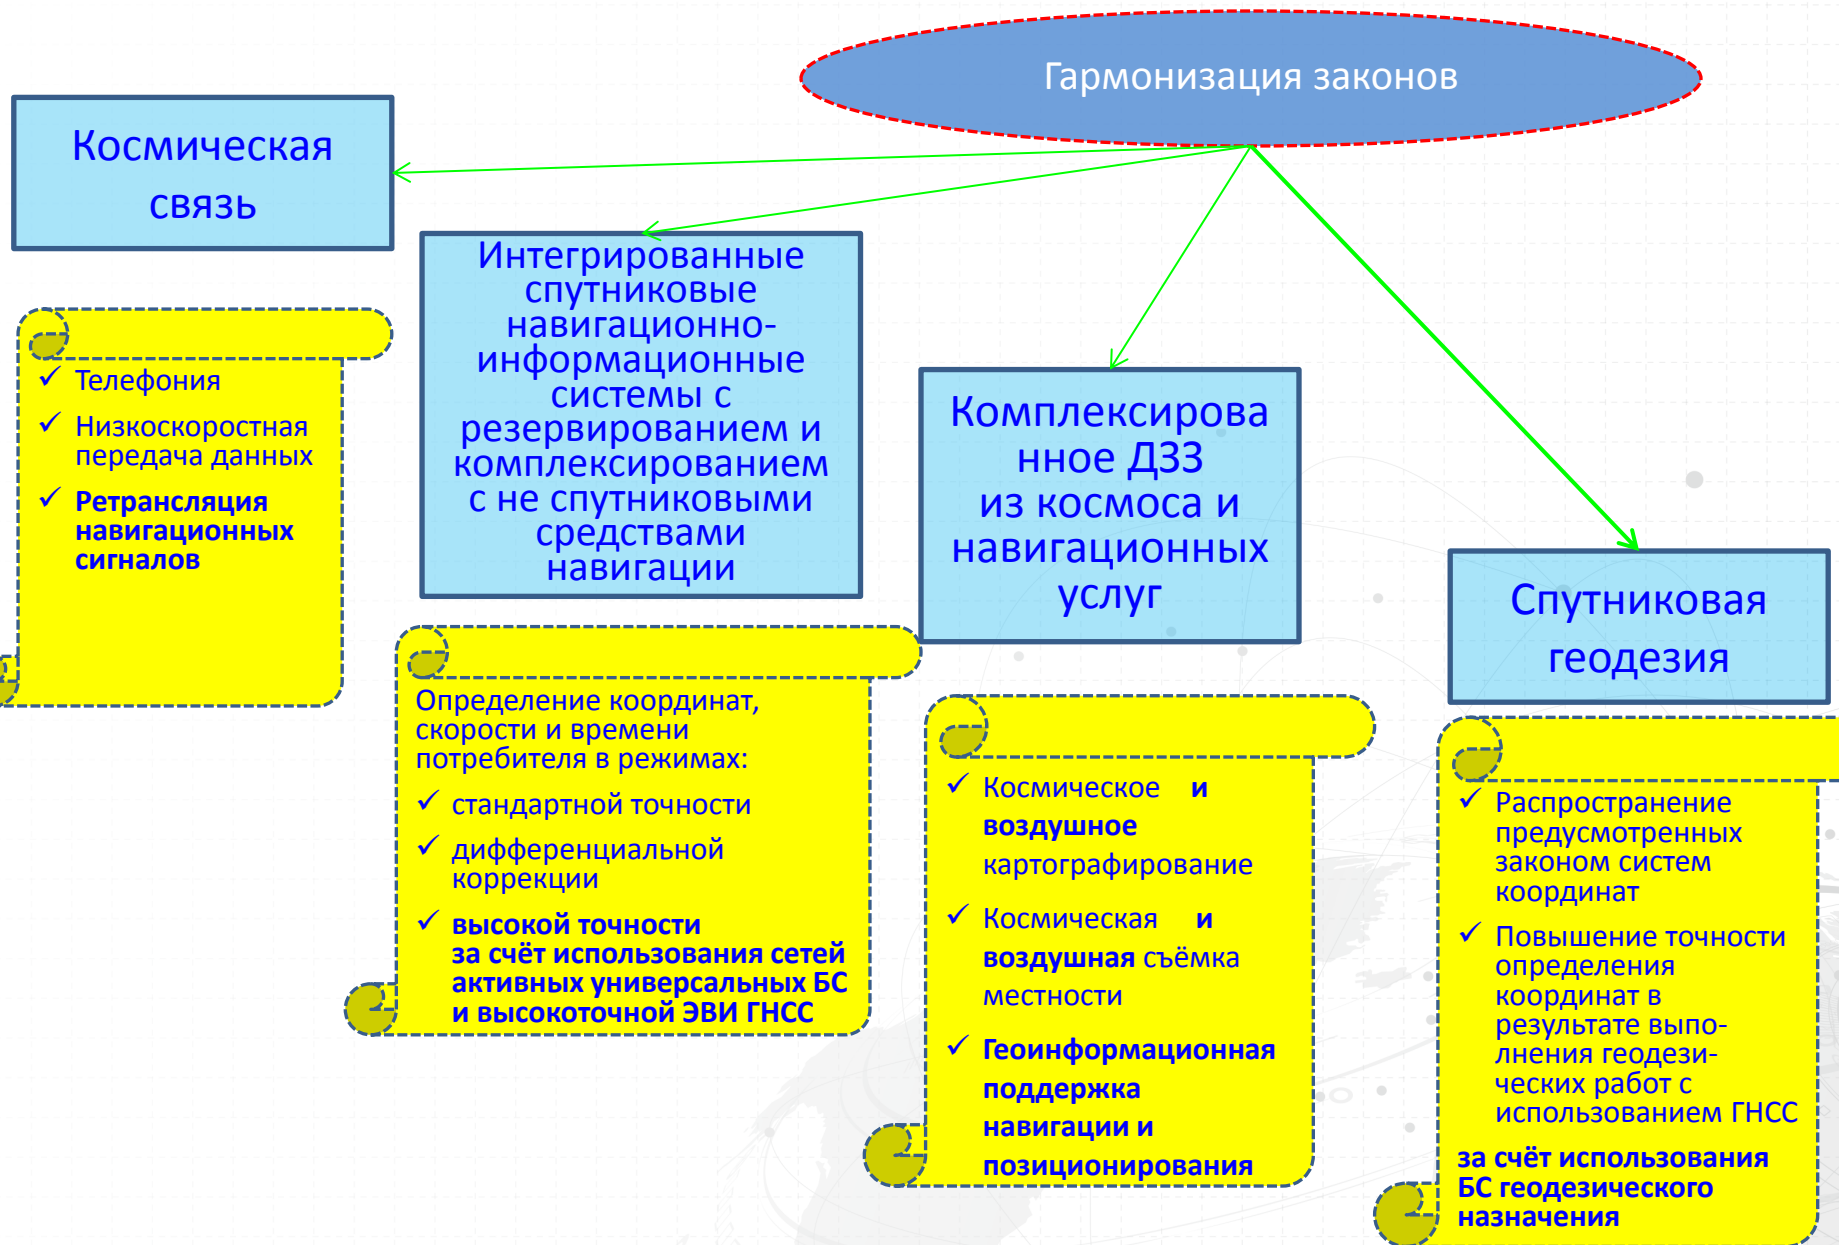 Гармонизация законов
Космическая
связь
Телефония
Низкоскоростная
передача данных
Ретрансляция
навигационных
сигналов
Интегрированные
спутниковые
навигационно-
информационные
системы с
резервированием и
комплексированием
с не спутниковыми
средствами
навигации
Определение координат,
скорости и времени
потребителя в режимах:
стандартной точности
дифференциальной
коррекции
высокой точности
за счёт использования сетей
активных универсальных БС
и высокоточной ЭВИ ГНСС
Комплексирова
нное ДЗЗ
из космоса и
навигационных
услуг
Космическое и
воздушное
картографирование
Космическая и
воздушная съёмка
местности
Геоинформационная
поддержка
навигации и
позиционирования
Спутниковая
геодезия
Распространение
предусмотренных
законом систем
координат
Повышение точности
определения
координат в
результате выпо-
лнения геодези-
ческих работ с
использованием ГНСС
за счёт использования
БС геодезического
назначения